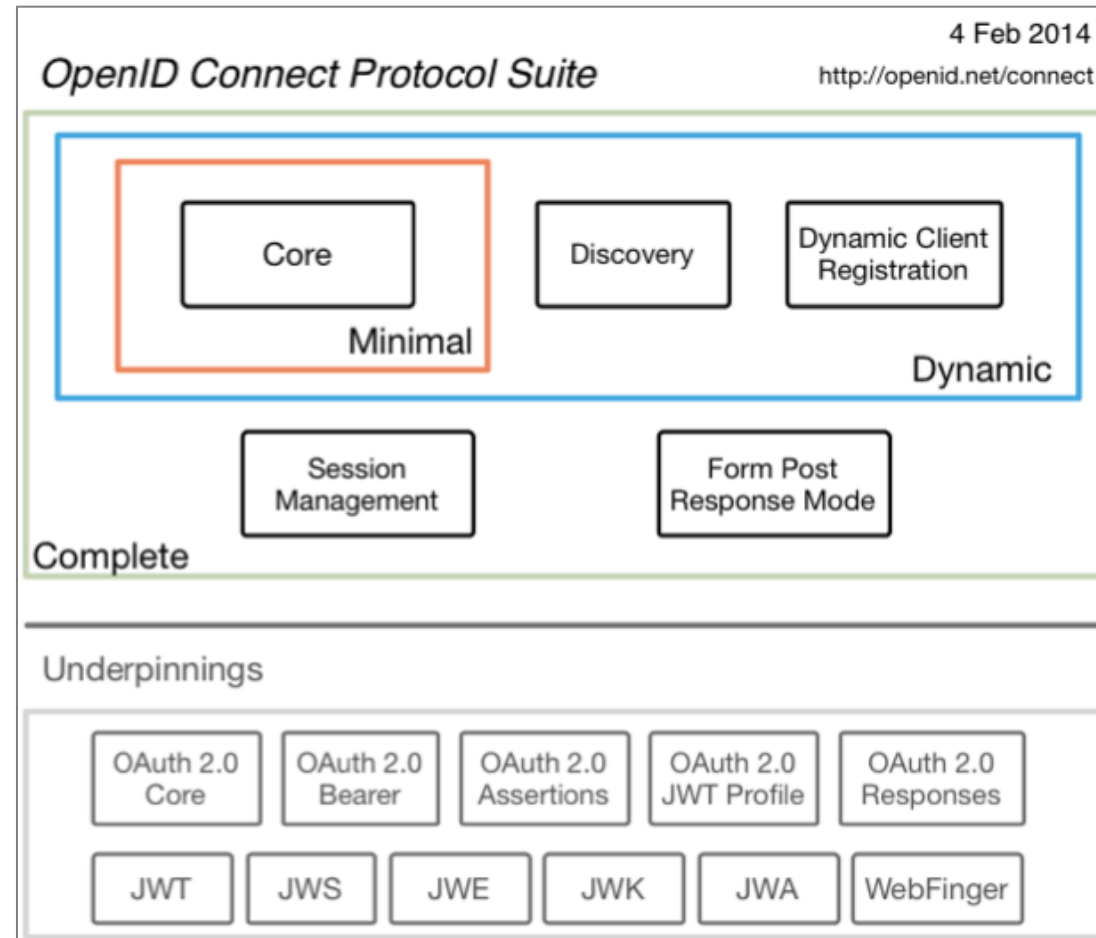 4 Feb 2014
OpenID Connect Protocol Suite
http://openid.net/connect
Core
Minimal
Discovery
Dynamic Client
Registration
Dynamic
Session
Management
Form Post
Response Mode
Complete
Underpinnings
OAuth 2.0
Core
OAuth 2.0
Bearer
OAuth 2.0
Assertions
OAuth 2.0
JWT Profile
OAuth 2.0
Responses
JWT
JWS
JWE
JWK
JWA
WebFinger